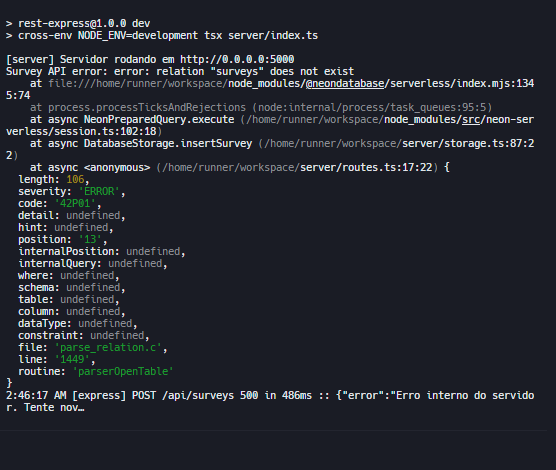 > rest-express@1.0.0 dev
> cross-env NODE_ENV=development tsx server/index.ts
[server] Servidor rodando em http://0.0.0.0:5000
Survey API error: error: relation "surveys" does not exist
    at file:///home/runner/workspace/node_modules/@neondatabase/serverless/index.mjs:134
5:74
    at process.processTicksAndRejections (node:internal/process/task_queues:95:5)
    at async NeonPreparedQuery.execute (/home/runner/workspace/node_modules/src/neon-ser
verless/session.ts:102:18)
    at async DatabaseStorage.insertSurvey (/home/runner/workspace/server/storage.ts:87:2
2)
    at async <anonymous> (/home/runner/workspace/server/routes.ts:17:22) {
  length: 106,
  severity: 'ERROR',
  code: '42P01',
  detail: undefined,
  hint: undefined,
  position: '13',
  internalPosition: undefined,
  internalQuery: undefined,
  where: undefined,
  schema: undefined,
  table: undefined,
  column: undefined,
  dataType: undefined,
  constraint: undefined,
  file: 'parse_relation.c',
  line: '1449',
  routine: 'parserOpenTable'
}
2:46:17 AM [express] POST /api/surveys 500 in 486ms :: {"error":"Erro interno do servido
r. Tente nov…